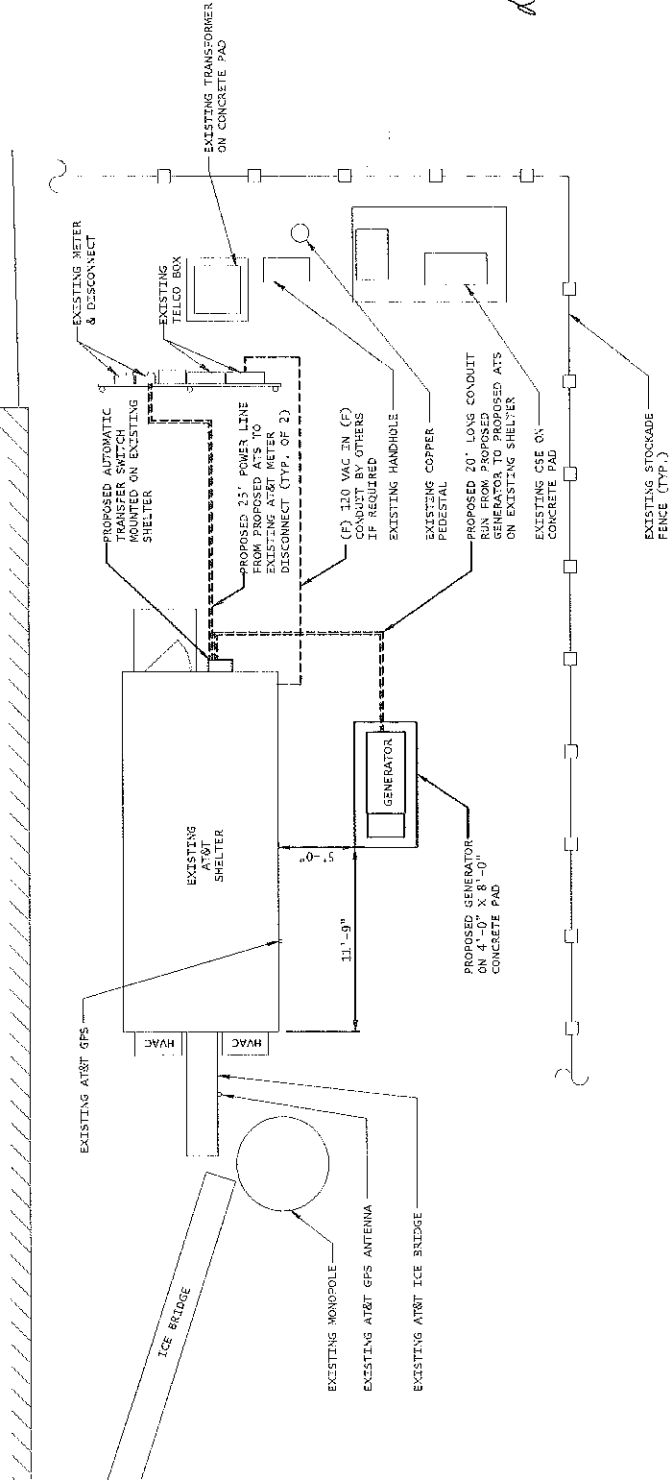 EXISTING TRANSFORMER
ON CONCRETE PAD
EXISTING METER
& DISCONNECT
EXISTING
TELCO BOX
PROPOSED AUTOMATIC
TRANSFER SWITCH
MOUNTED ON EXISTING
SHELTER
PROPOSED 25' POWER LINE
FROM PROPOSED ATS TO
EXISTING AT&T METER
DISCONNECT (TYP. OF 2)
(F) 120 VAC IN (F)
CONDUIT BY OTHERS
IF REQUIRED
EXISTING HANDHOLE
EXISTING COPPER
PEDESTAL
PROPOSED 20' LONG CONDUIT
RUN FROM PROPOSED
GENERATOR TO PROPOSED ATS
ON EXISTING SHELTER
EXISTING CSE ON
CONCRETE PAD
EXISTING STOCKADE
FENCE (TYP.)
EXISTING
AT&T
SHELTER
EXISTING AT&T GPS
HVAC
HVAC
5'-0"
11'-9"
GENERATOR
PROPOSED GENERATOR
ON 4'-0" X 8'-0"
CONCRETE PAD
ICE BRIDGE
EXISTING MONOPOLE
EXISTING AT&T GPS ANTENNA
EXISTING AT&T ICE BRIDGE